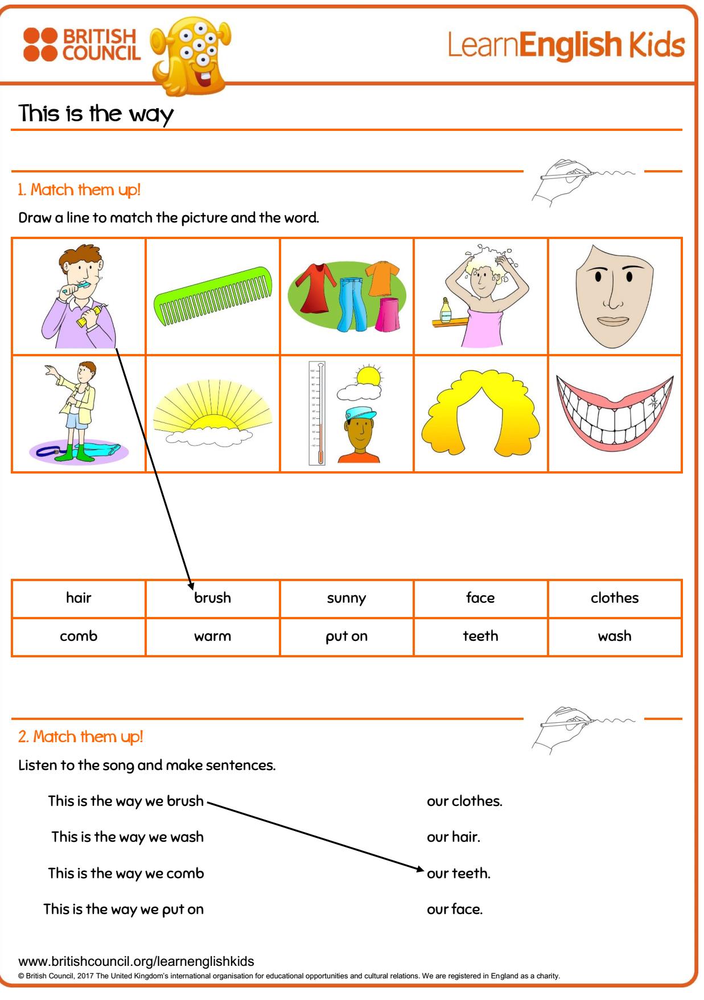 BRITISH
COUNCIL
LearnEnglish Kids
This is the way
1. Match them up!
Draw a line to match the picture and the word.
hair brush sunny face clothes
comb warm put on teeth wash
2. Match them up!
Listen to the song and make sentences.
This is the way we brush our clothes.
This is the way we wash our hair.
This is the way we comb our teeth.
This is the way we put on our face.
www.britishcouncil.org/learnenglishkids
© British Council, 2017 The United Kingdom's international organisation for educational opportunities and cultural relations. We are registered in England as a charity.